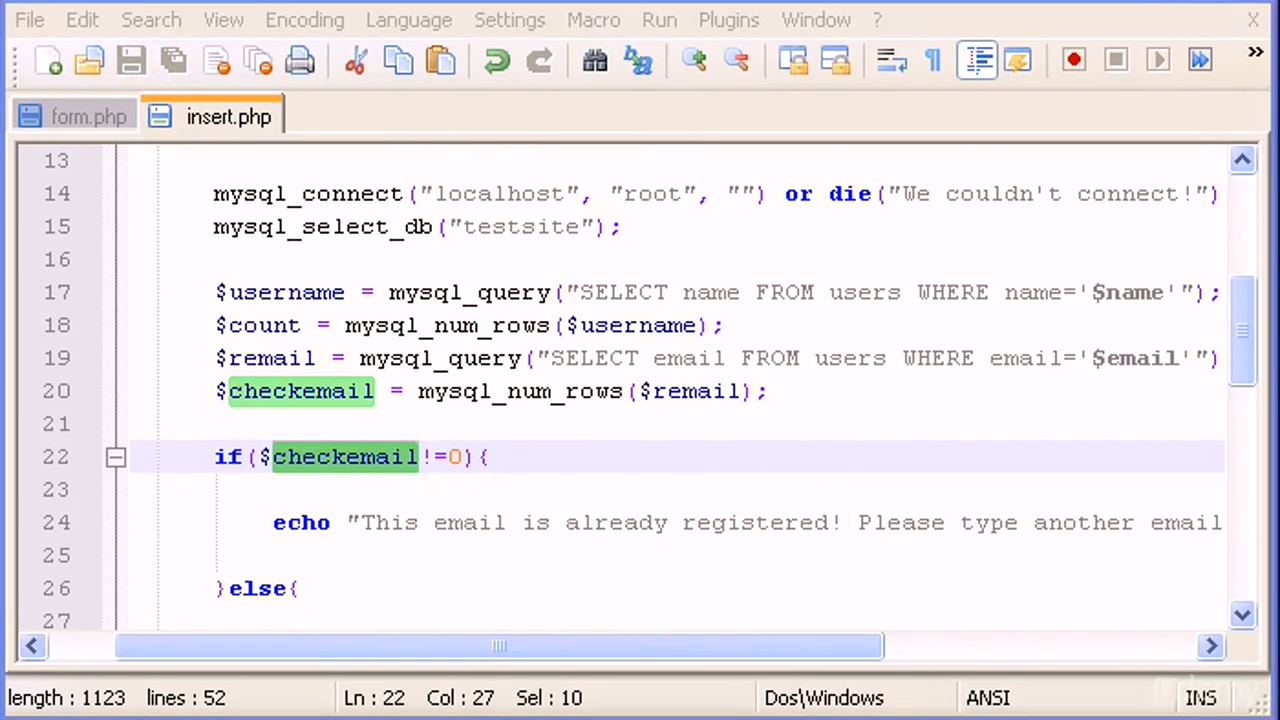 File Edit Search View Encoding Language Settings Macro Run Plugins Window ? X
form.php insert.php
13
14 mysql_connect("localhost", "root", "") or die("We couldn't connect!")
15 mysql_select_db("testsite");
16
17 $username = mysql_query("SELECT name FROM users WHERE name='$name'");
18 $count = mysql_num_rows($username);
19 $remail = mysql_query("SELECT email FROM users WHERE email='$email'")
20 $checkemail = mysql_num_rows($remail);
21
22 if($checkemail!=0){
23
24 echo "This email is already registered! Please type another email
25
26 }else{
27
length : 1123 lines : 52 Ln : 22 Col : 27 Sel : 10 Dos\Windows ANSI INS